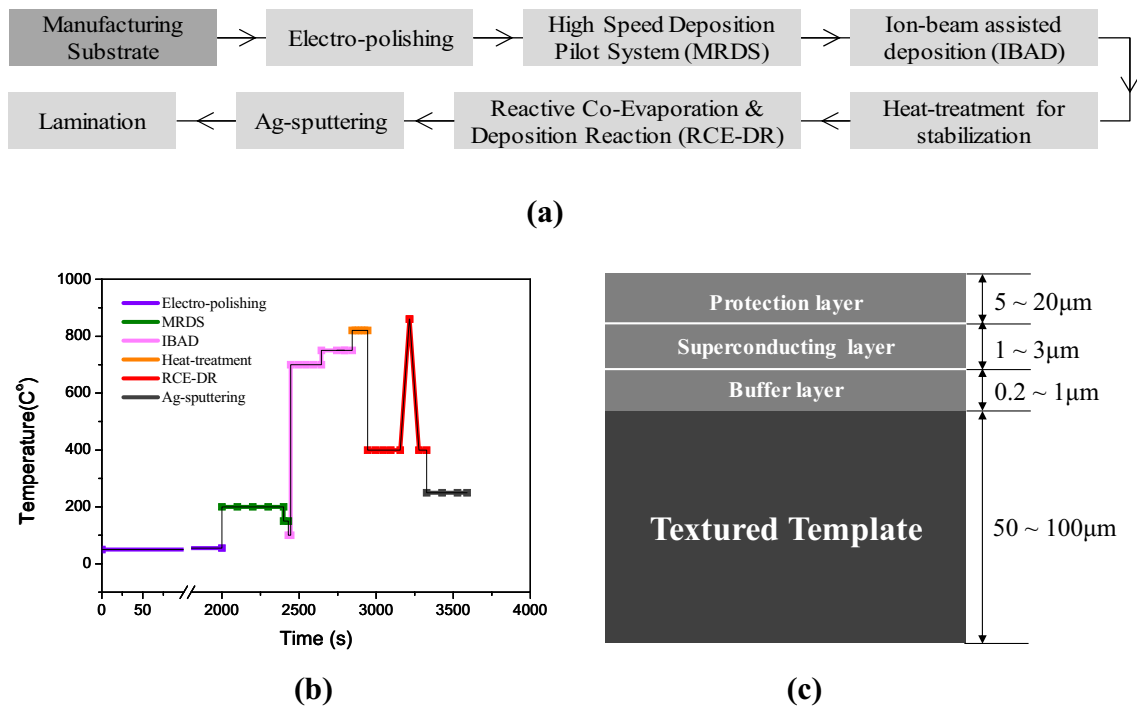 Manufacturing
Substrate
Electro-polishing
High Speed Deposition
Pilot System (MRDS)
Ion-beam assisted
deposition (IBAD)
Lamination
Ag-sputtering
Reactive Co-Evaporation &
Deposition Reaction (RCE-DR)
Heat-treatment for
stabilization
(a)
1000
800
600
400
200
0
Temperature(C°)
Electro-polishing
MRDS
IBAD
Heat-treatment
RCE-DR
Ag-sputtering
0 50 2000 2500 3000 3500 4000
Time (s)
(b)
Protection layer
5 ~ 20μm
Superconducting layer
1 ~ 3μm
Buffer layer
0.2 ~ 1μm
Textured Template
50 ~ 100μm
(c)